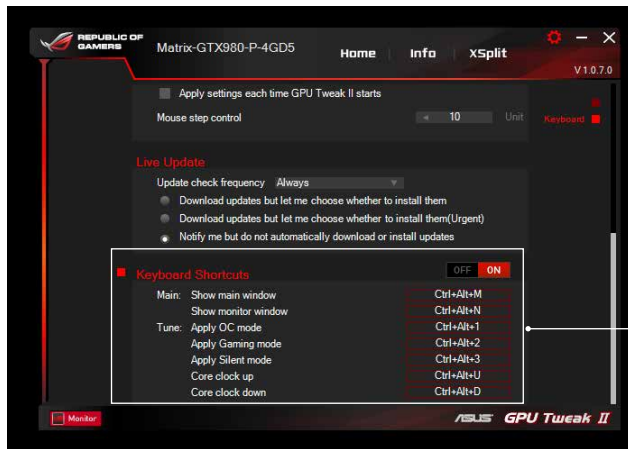 REPUBLIC OF
GAMERS
Matrix-GTX980-P-4GD5
Home Info XSplit
V 1.0.7.0
Apply settings each time GPU Tweak II starts
Mouse step control 10 Unit
Keyboard
Live Update
Update check frequency Always
Download updates but let me choose whether to install them
Download updates but let me choose whether to install them(Urgent)
Notify me but do not automatically download or install updates
Keyboard Shortcuts OFF ON
Main: Show main window Ctrl+Alt+M
Show monitor window Ctrl+Alt+N
Tune: Apply OC mode Ctrl+Alt+1
Apply Gaming mode Ctrl+Alt+2
Apply Silent mode Ctrl+Alt+3
Core clock up Ctrl+Alt+U
Core clock down Ctrl+Alt+D
Monitor
ASUS GPU Tweak II